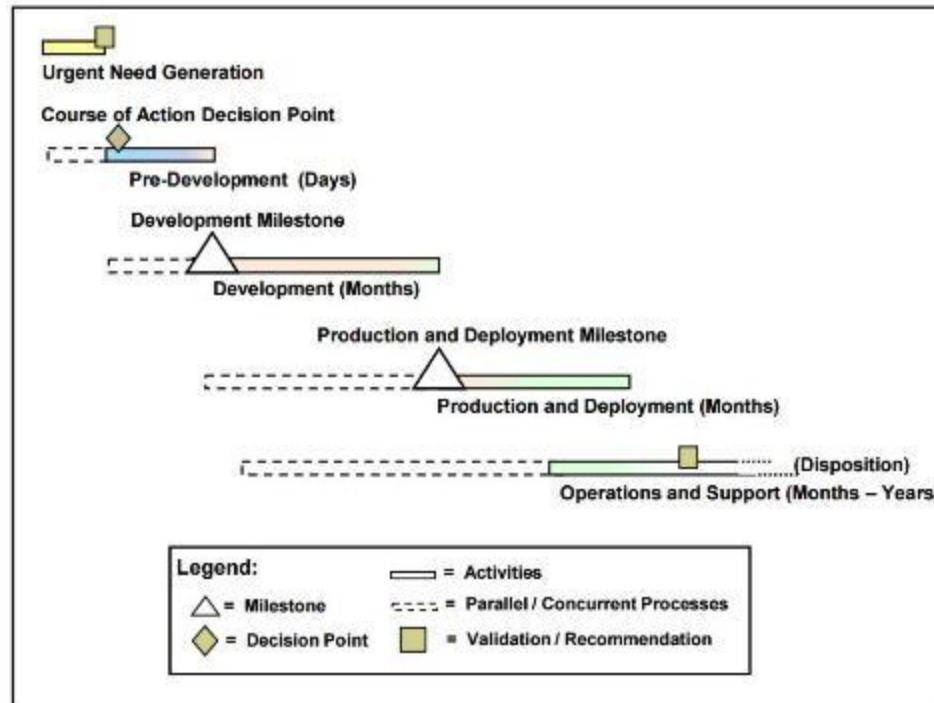 Urgent Need Generation
Course of Action Decision Point
Pre-Development (Days)
Development Milestone
Development (Months)
Production and Deployment Milestone
Production and Deployment (Months)
(Disposition)
Operations and Support (Months – Years
Legend:
= Activities
= Milestone
= Parallel / Concurrent Processes
= Decision Point
= Validation / Recommendation